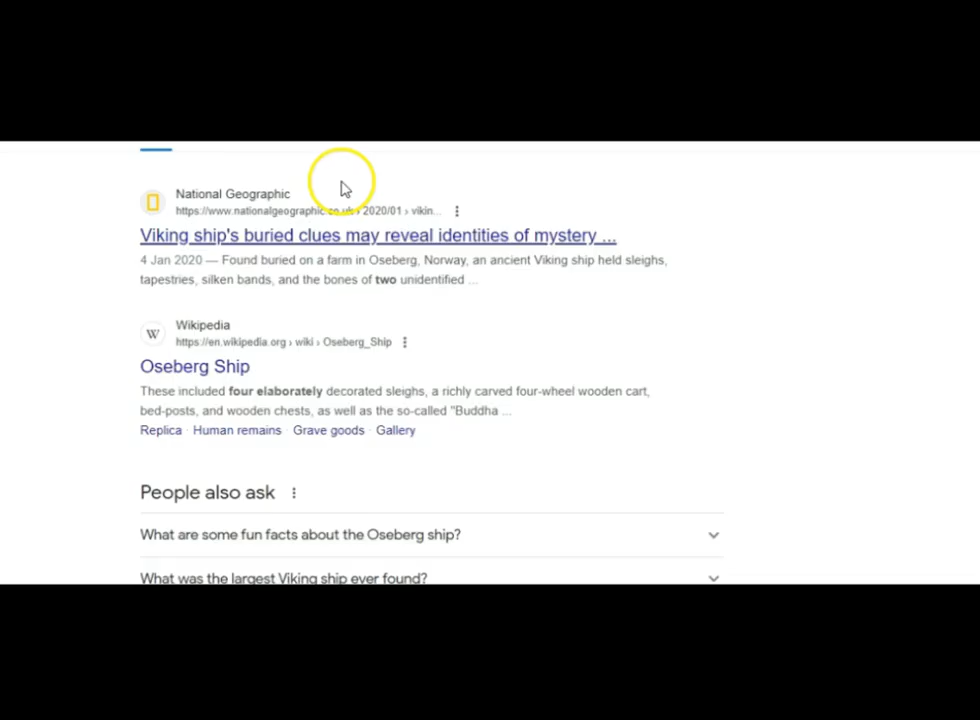 National Geographic
https://www.nationalgeographic.co.uk › 2020/01 › vikin...
Viking ship's buried clues may reveal identities of mystery ...
4 Jan 2020 — Found buried on a farm in Oseberg, Norway, an ancient Viking ship held sleighs,
tapestries, silken bands, and the bones of two unidentified ...
W
Wikipedia
https://en.wikipedia.org › wiki › Oseberg_Ship
Oseberg Ship
These included four elaborately decorated sleighs, a richly carved four-wheel wooden cart,
bed-posts, and wooden chests, as well as the so-called "Buddha ...
Replica · Human remains · Grave goods · Gallery
People also ask
What are some fun facts about the Oseberg ship?
What was the largest Viking ship ever found?